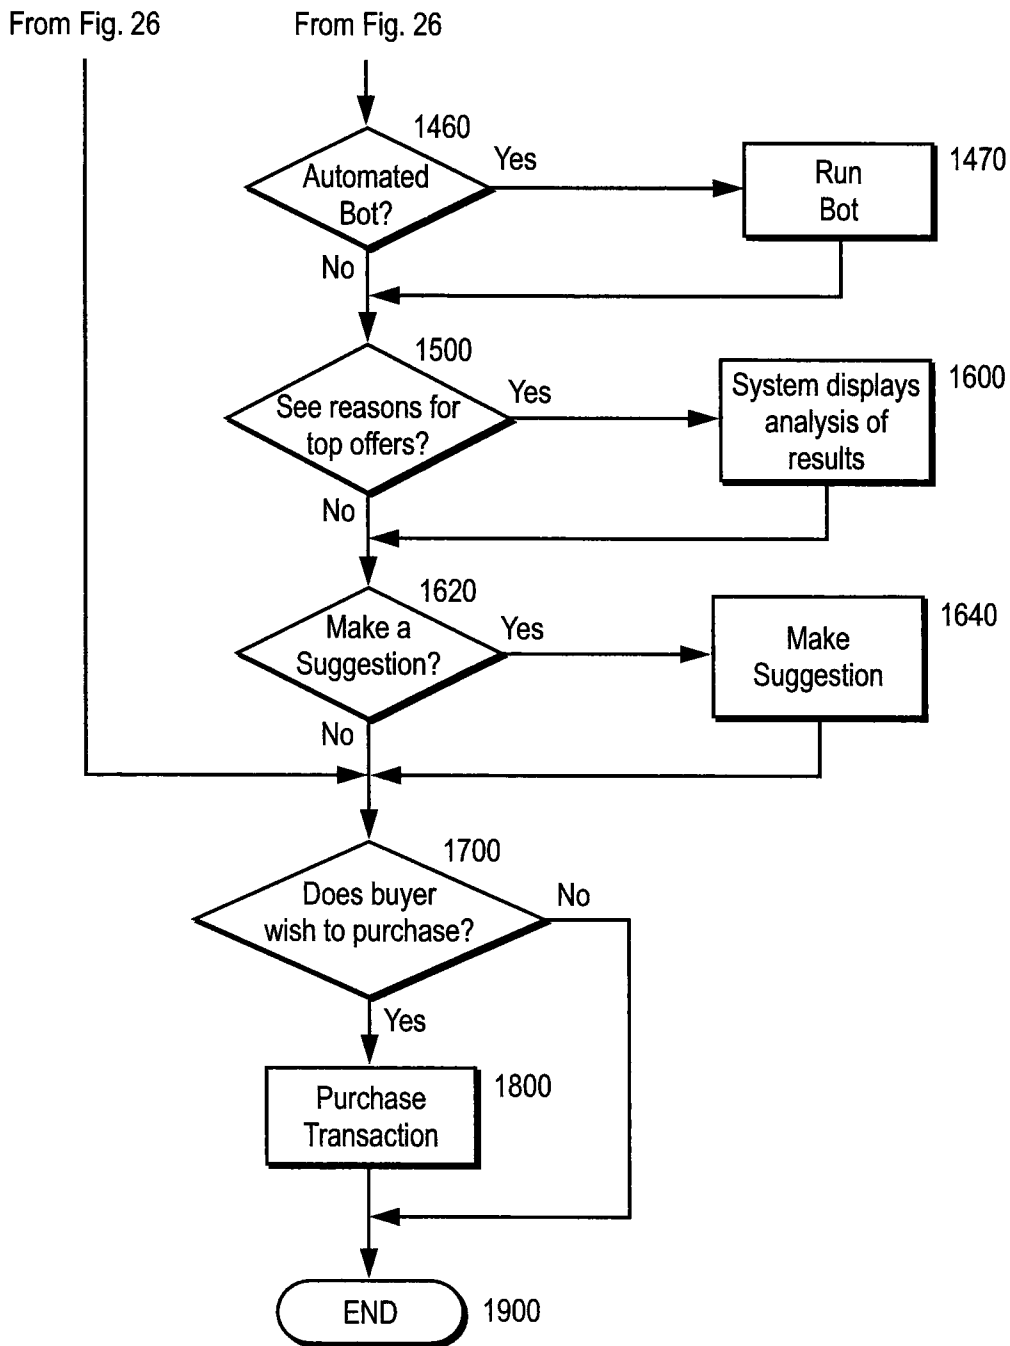 From Fig. 26
From Fig. 26
1460
Automated
Bot?
Yes
No
Run
Bot
1470
1500
See reasons for
top offers?
Yes
No
System displays
analysis of
results
1600
1620
Make a
Suggestion?
Yes
No
Make
Suggestion
1640
1700
Does buyer
wish to purchase?
No
Yes
1800
Purchase
Transaction
END
1900